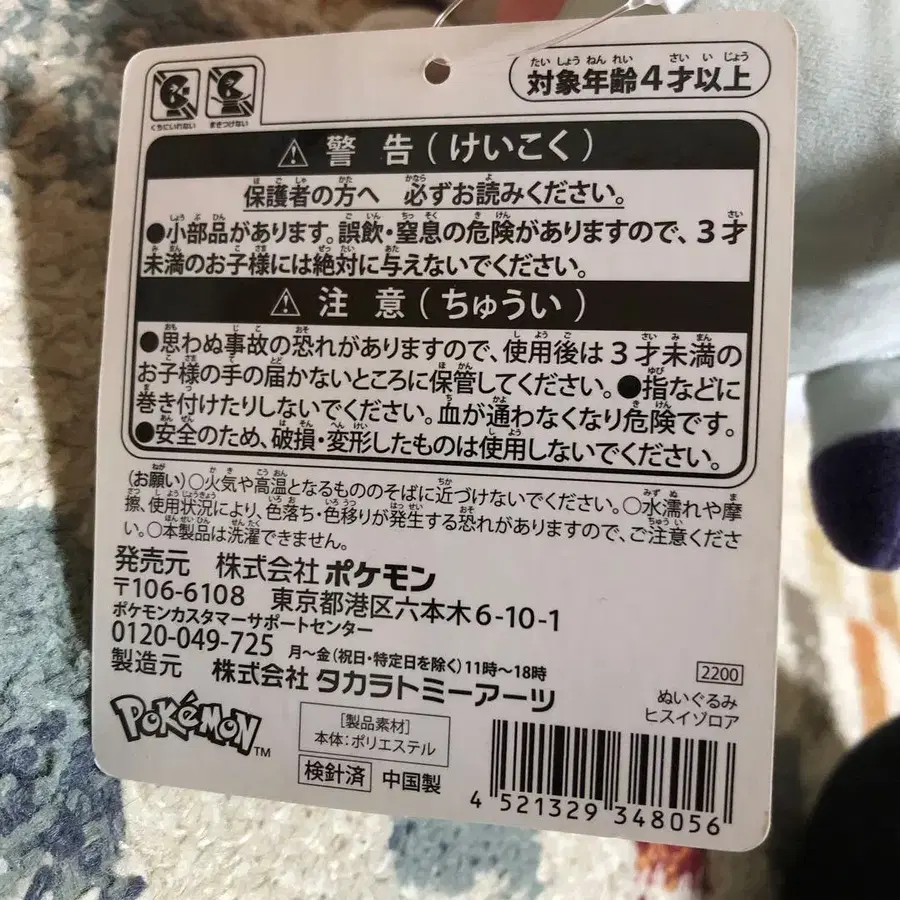 くちにいれない まきつけない
対象年齢4才以上
たいしょうねんれい さいいじょう
⚠ 警告(けいこく)
保護者の方へ 必ずお読みください。
●小部品があります。誤飲・窒息の危険がありますので、3才
未満のお子様には絶対に与えないでください。
⚠ 注意(ちゅうい)
●思わぬ事故の恐れがありますので、使用後は3才未満の
お子様の手の届かないところに保管してください。●指などに
巻き付けたりしないでください。血が通わなくなり危険です。
●安全のため、破損・変形したものは使用しないでください。
(お願い)○火気や高温となるもののそばに近づけないでください。○水濡れや摩
擦、使用状況により、色落ち・色移りが発生する恐れがありますので、ご注意くださ
い。○本製品は洗濯できません。
発売元 株式会社ポケモン
〒106-6108 東京都港区六本木6-10-1
ポケモンカスタマーサポートセンター
0120-049-725 月〜金(祝日・特定日を除く)11時〜18時
製造元 株式会社タカラトミーアーツ
2200
ぬいぐるみ
ヒスイゾロア
POKéMON™
[製品素材]
本体:ポリエステル
検針済 中国製
4 521329 348056